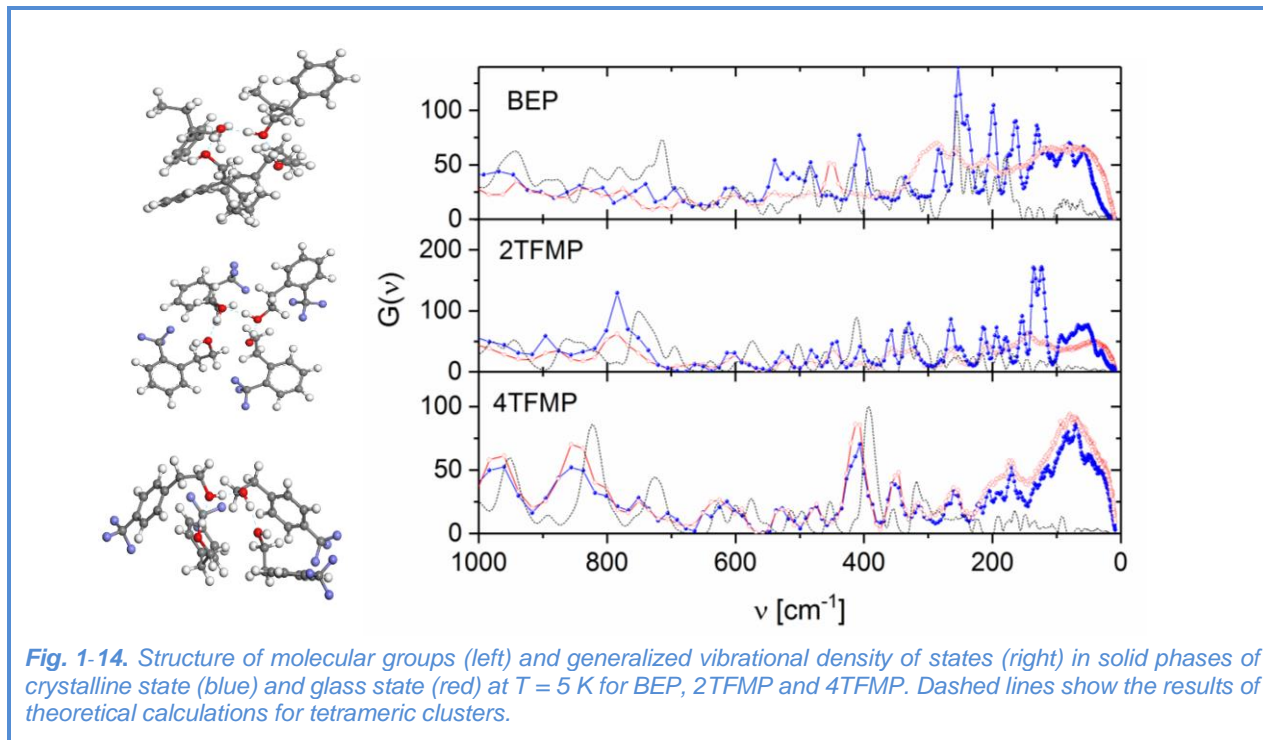 BEP
100
50
0
2TFMP
200
100
0
4TFMP
100
50
0
G(ν)
1000 800 600 400 200 0
ν [cm⁻¹]
Fig. 1-14. Structure of molecular groups (left) and generalized vibrational density of states (right) in solid phases of
crystalline state (blue) and glass state (red) at T = 5 K for BEP, 2TFMP and 4TFMP. Dashed lines show the results of
theoretical calculations for tetrameric clusters.